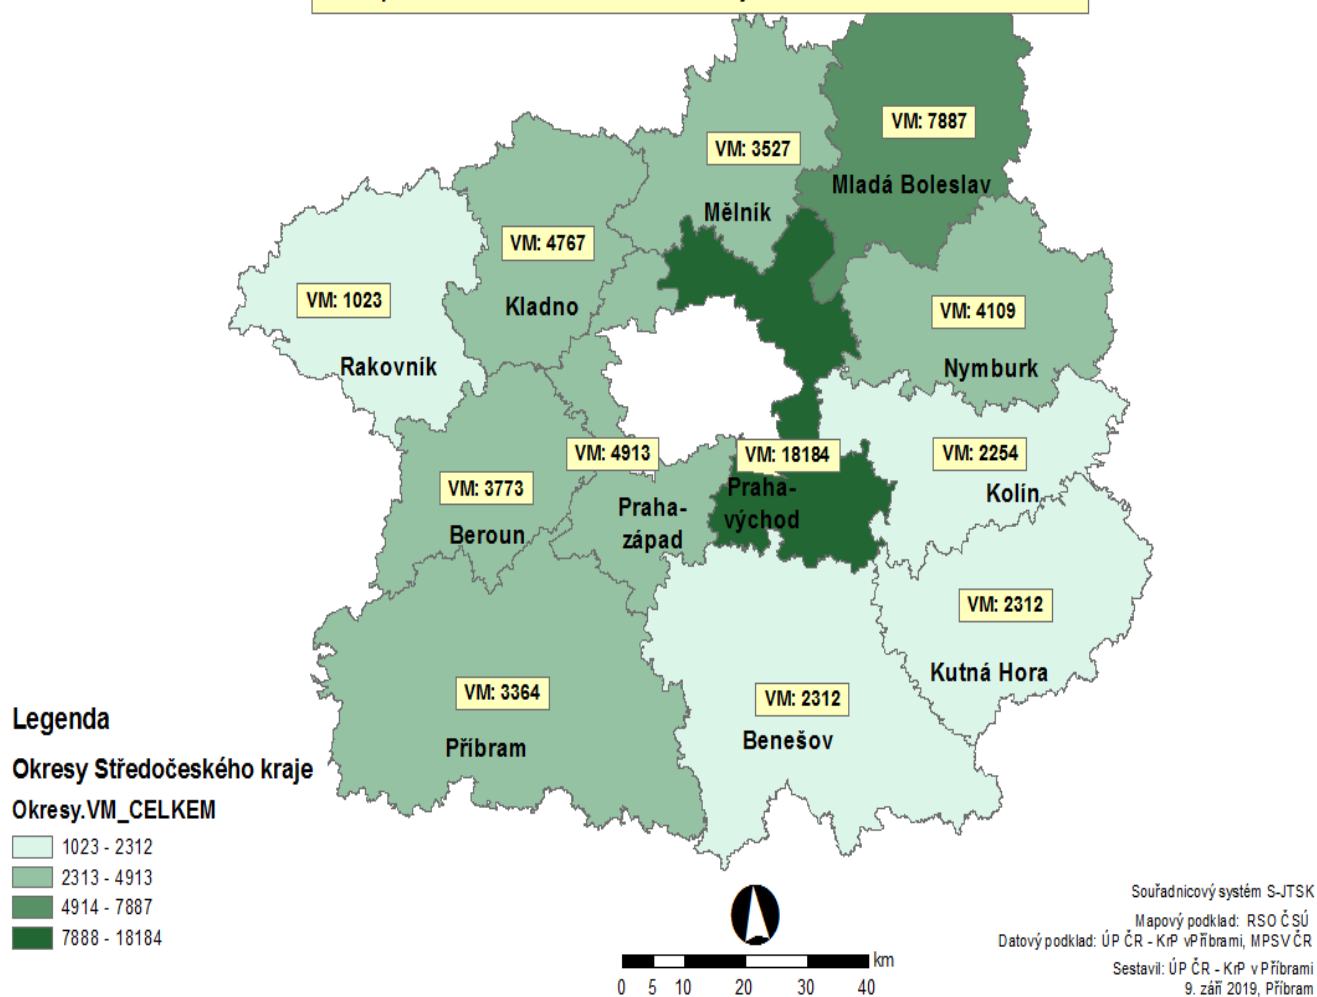 VM: 7887
VM: 3527
Mladá Boleslav
Mělník
VM: 4767
VM: 1023
Kladno
VM: 4109
Rakovník
Nymburk
VM: 4913
VM: 18184
VM: 2254
VM: 3773
Praha-
východ
Kolín
Beroun
Praha-
západ
VM: 2312
Kutná Hora
VM: 3364
VM: 2312
Příbram
Benešov
Legenda
Okresy Středočeského kraje
Okresy.VM_CELKEM
1023 - 2312
2313 - 4913
4914 - 7887
7888 - 18184
km
0 5 10 20 30 40
Souřadnicový systém S-JTSK
Mapový podklad: RSO ČSÚ
Datový podklad: ÚP ČR - KrP vPříbrami, MPSV ČR
Sestavil: ÚP ČR - KrP v Příbrami
9. září 2019, Příbram